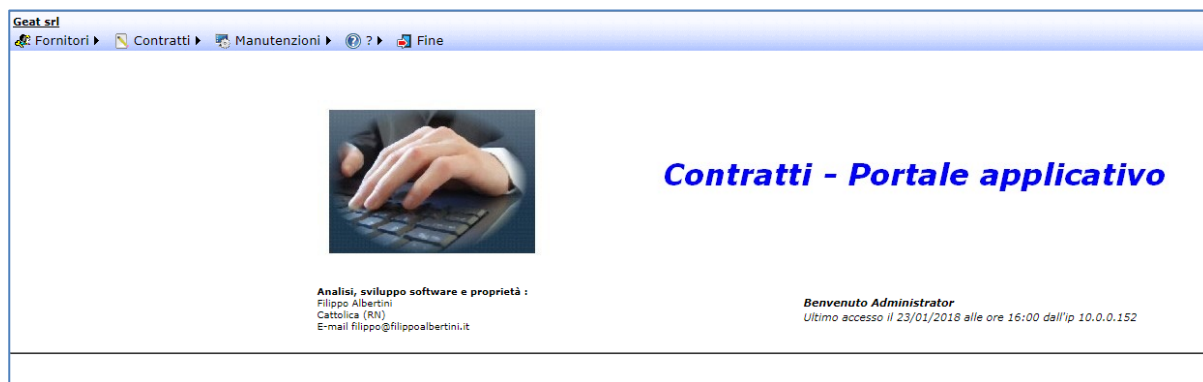 Geat srl
Fornitori Contratti Manutenzioni ? Fine
Contratti - Portale applicativo
Analisi, sviluppo software e proprietà :
Filippo Albertini
Cattolica (RN)
E-mail filippo@filippoalbertini.it
Benvenuto Administrator
Ultimo accesso il 23/01/2018 alle ore 16:00 dall'ip 10.0.0.152